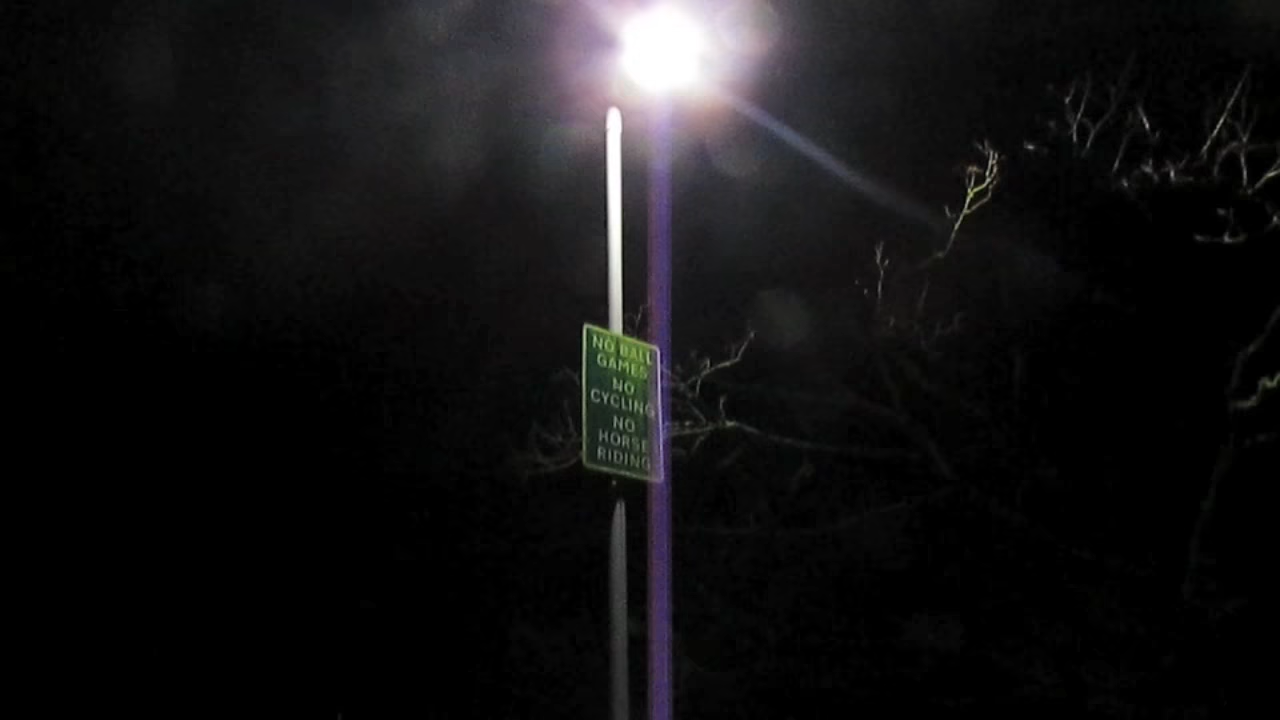 NO BALL
GAMES
NO
CYCLING
NO
HORSE
RIDING